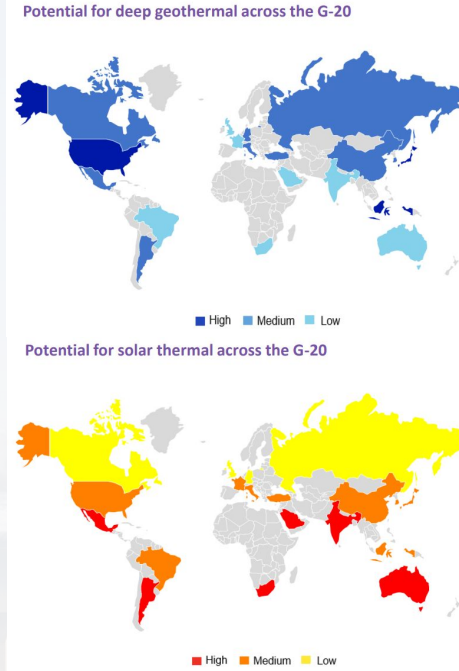 Potential for deep geothermal across the G-20
High Medium Low
Potential for solar thermal across the G-20
High Medium Low